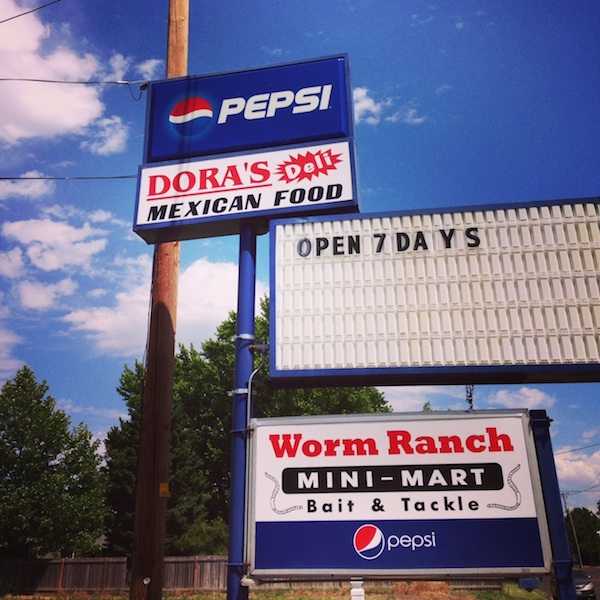 PEPSI
DORA'S Deli
MEXICAN FOOD
OPEN 7 DAYS
Worm Ranch
MINI-MART
Bait & Tackle
pepsi